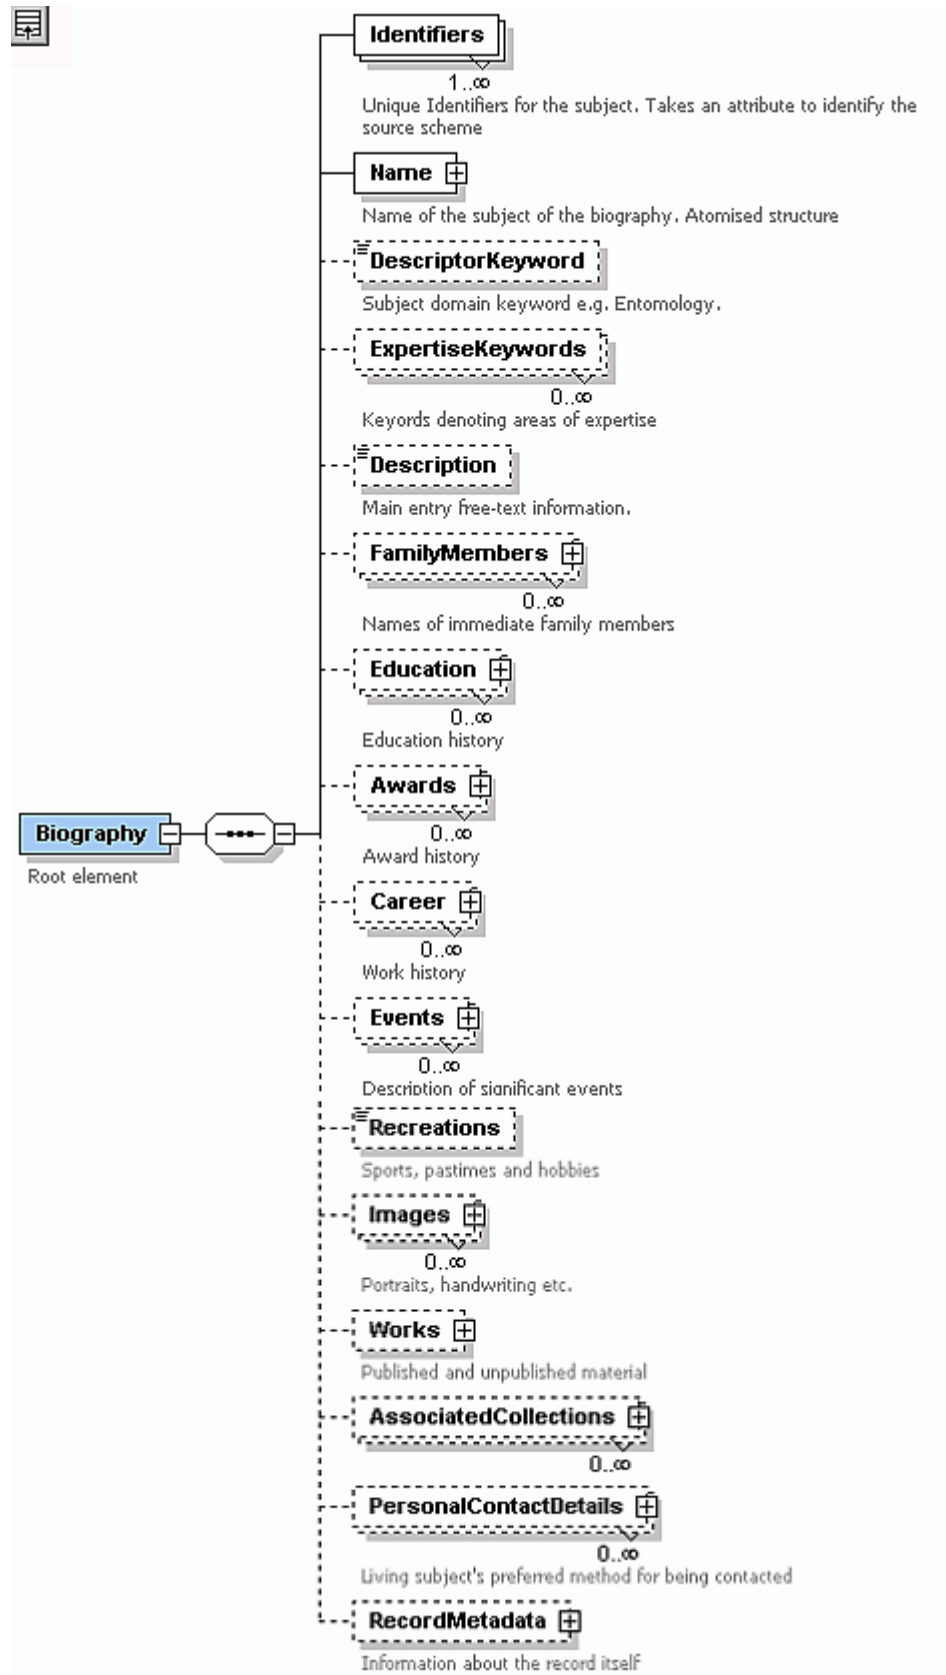 Identifiers
1..∞
Unique Identifiers for the subject. Takes an attribute to identify the
source scheme
Name
Name of the subject of the biography. Atomised structure
DescriptorKeyword
Subject domain keyword e.g. Entomology.
ExpertiseKeywords
0..∞
Keyords denoting areas of expertise
Description
Main entry free-text information.
FamilyMembers
0..∞
Names of immediate family members
Education
0..∞
Education history
Awards
0..∞
Award history
Biography
Root element
Career
0..∞
Work history
Events
0..∞
Description of significant events
Recreations
Sports, pastimes and hobbies
Images
0..∞
Portraits, handwriting etc.
Works
Published and unpublished material
AssociatedCollections
0..∞
PersonalContactDetails
0..∞
Living subject's preferred method for being contacted
RecordMetadata
Information about the record itself